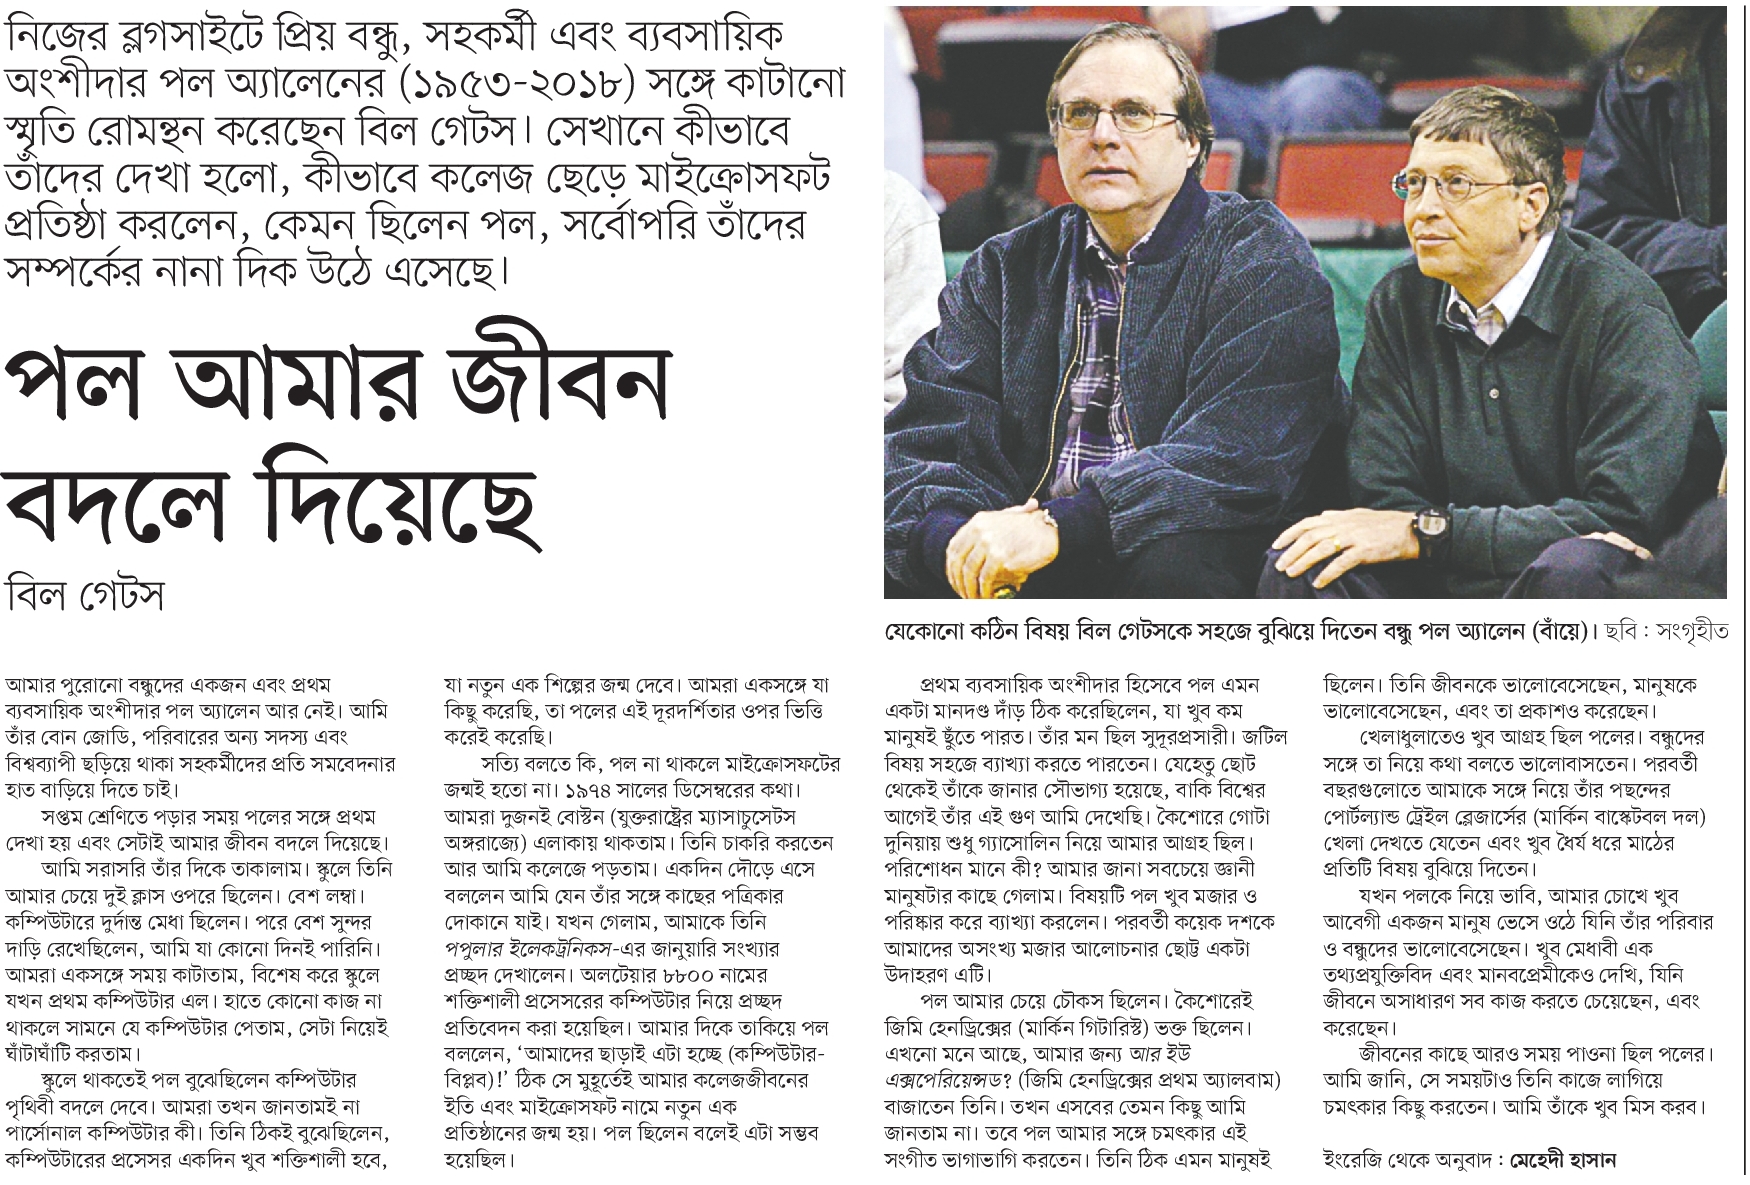 নিজের ব্লগসাইটে প্রিয় বন্ধু, সহকর্মী এবং ব্যবসায়িক
অংশীদার পল অ্যালেনের (১৯৫৩-২০১৮) সঙ্গে কাটানো
স্মৃতি রোমন্থন করেছেন বিল গেটস। সেখানে কীভাবে
তাঁদের দেখা হলো, কীভাবে কলেজ ছেড়ে মাইক্রোসফট
প্রতিষ্ঠা করলেন, কেমন ছিলেন পল, সর্বোপরি তাঁদের
সম্পর্কের নানা দিক উঠে এসেছে।
পল আমার জীবন
বদলে দিয়েছে
বিল গেটস
যেকোনো কঠিন বিষয় বিল গেটসকে সহজে বুঝিয়ে দিতেন বন্ধু পল অ্যালেন (বাঁয়ে)। ছবি : সংগৃহীত
আমার পুরোনো বন্ধুদের একজন এবং প্রথম
ব্যবসায়িক অংশীদার পল অ্যালেন আর নেই। আমি
তাঁর বোন জোডি, পরিবারের অন্য সদস্য এবং
বিশ্বব্যাপী ছড়িয়ে থাকা সহকর্মীদের প্রতি সমবেদনার
হাত বাড়িয়ে দিতে চাই।
সপ্তম শ্রেণিতে পড়ার সময় পলের সঙ্গে প্রথম
দেখা হয় এবং সেটাই আমার জীবন বদলে দিয়েছে।
আমি সরাসরি তাঁর দিকে তাকালাম। স্কুলে তিনি
আমার চেয়ে দুই ক্লাস ওপরে ছিলেন। বেশ লম্বা।
কম্পিউটারে দুর্দান্ত মেধা ছিলেন। পরে বেশ সুন্দর
দাড়ি রেখেছিলেন, আমি যা কোনো দিনই পারিনি।
আমরা একসঙ্গে সময় কাটাতাম, বিশেষ করে স্কুলে
যখন প্রথম কম্পিউটার এল। হাতে কোনো কাজ না
থাকলে সামনে যে কম্পিউটার পেতাম, সেটা নিয়েই
ঘাঁটাঘাঁটি করতাম।
স্কুলে থাকতেই পল বুঝেছিলেন কম্পিউটার
পৃথিবী বদলে দেবে। আমরা তখন জানতামই না
পার্সোনাল কম্পিউটার কী। তিনি ঠিকই বুঝেছিলেন,
কম্পিউটারের প্রসেসর একদিন খুব শক্তিশালী হবে,
যা নতুন এক শিল্পের জন্ম দেবে। আমরা একসঙ্গে যা
কিছু করেছি, তা পলের এই দূরদর্শিতার ওপর ভিত্তি
করেই করেছি।
সত্যি বলতে কি, পল না থাকলে মাইক্রোসফটের
জন্মই হতো না। ১৯৭৪ সালের ডিসেম্বরের কথা।
আমরা দুজনই বোস্টন (যুক্তরাষ্ট্রের ম্যাসাচুসেটস
অঙ্গরাজ্যে) এলাকায় থাকতাম। তিনি চাকরি করতেন
আর আমি কলেজে পড়তাম। একদিন দৌড়ে এসে
বললেন আমি যেন তাঁর সঙ্গে কাছের পত্রিকার
দোকানে যাই। যখন গেলাম, আমাকে তিনি
পপুলার ইলেকট্রনিকস-এর জানুয়ারি সংখ্যার
প্রচ্ছদ দেখালেন। অলটেয়ার ৮৮০০ নামের
শক্তিশালী প্রসেসরের কম্পিউটার নিয়ে প্রচ্ছদ
প্রতিবেদন করা হয়েছিল। আমার দিকে তাকিয়ে পল
বললেন, ‘আমাদের ছাড়াই এটা হচ্ছে (কম্পিউটার-
বিপ্লব)!’ ঠিক সে মুহূর্তেই আমার কলেজজীবনের
ইতি এবং মাইক্রোসফট নামে নতুন এক
প্রতিষ্ঠানের জন্ম হয়। পল ছিলেন বলেই এটা সম্ভব
হয়েছিল।
প্রথম ব্যবসায়িক অংশীদার হিসেবে পল এমন
একটা মানদণ্ড দাঁড় ঠিক করেছিলেন, যা খুব কম
মানুষই ছুঁতে পারত। তাঁর মন ছিল সুদূরপ্রসারী। জটিল
বিষয় সহজে ব্যাখ্যা করতে পারতেন। যেহেতু ছোট
থেকেই তাঁকে জানার সৌভাগ্য হয়েছে, বাকি বিশ্বের
আগেই তাঁর এই গুণ আমি দেখেছি। কৈশোরে গোটা
দুনিয়ায় শুধু গ্যাসোলিন নিয়ে আমার আগ্রহ ছিল।
পরিশোধন মানে কী? আমার জানা সবচেয়ে জ্ঞানী
মানুষটার কাছে গেলাম। বিষয়টি পল খুব মজার ও
পরিষ্কার করে ব্যাখ্যা করলেন। পরবর্তী কয়েক দশকে
আমাদের অসংখ্য মজার আলোচনার ছোট্ট একটা
উদাহরণ এটি।
পল আমার চেয়ে চৌকস ছিলেন। কৈশোরেই
জিমি হেনড্রিক্সের (মার্কিন গিটারিস্ট) ভক্ত ছিলেন।
এখনো মনে আছে, আমার জন্য আর ইউ
এক্সপেরিয়েন্সড? (জিমি হেনড্রিক্সের প্রথম অ্যালবাম)
বাজাতেন তিনি। তখন এসবের তেমন কিছু আমি
জানতাম না। তবে পল আমার সঙ্গে চমৎকার এই
সংগীত ভাগাভাগি করতেন। তিনি ঠিক এমন মানুষই
ছিলেন। তিনি জীবনকে ভালোবেসেছেন, মানুষকে
ভালোবেসেছেন, এবং তা প্রকাশও করেছেন।
খেলাধুলাতেও খুব আগ্রহ ছিল পলের। বন্ধুদের
সঙ্গে তা নিয়ে কথা বলতে ভালোবাসতেন। পরবর্তী
বছরগুলোতে আমাকে সঙ্গে নিয়ে তাঁর পছন্দের
পোর্টল্যান্ড ট্রেইল ব্লেজার্সের (মার্কিন বাস্কেটবল দল)
খেলা দেখতে যেতেন এবং খুব ধৈর্য ধরে মাঠের
প্রতিটি বিষয় বুঝিয়ে দিতেন।
যখন পলকে নিয়ে ভাবি, আমার চোখে খুব
আবেগী একজন মানুষ ভেসে ওঠে যিনি তাঁর পরিবার
ও বন্ধুদের ভালোবেসেছেন। খুব মেধাবী এক
তথ্যপ্রযুক্তিবিদ এবং মানবপ্রেমীকেও দেখি, যিনি
জীবনে অসাধারণ সব কাজ করতে চেয়েছেন, এবং
করেছেন।
জীবনের কাছে আরও সময় পাওনা ছিল পলের।
আমি জানি, সে সময়টাও তিনি কাজে লাগিয়ে
চমৎকার কিছু করতেন। আমি তাঁকে খুব মিস করব।
ইংরেজি থেকে অনুবাদ : মেহেদী হাসান